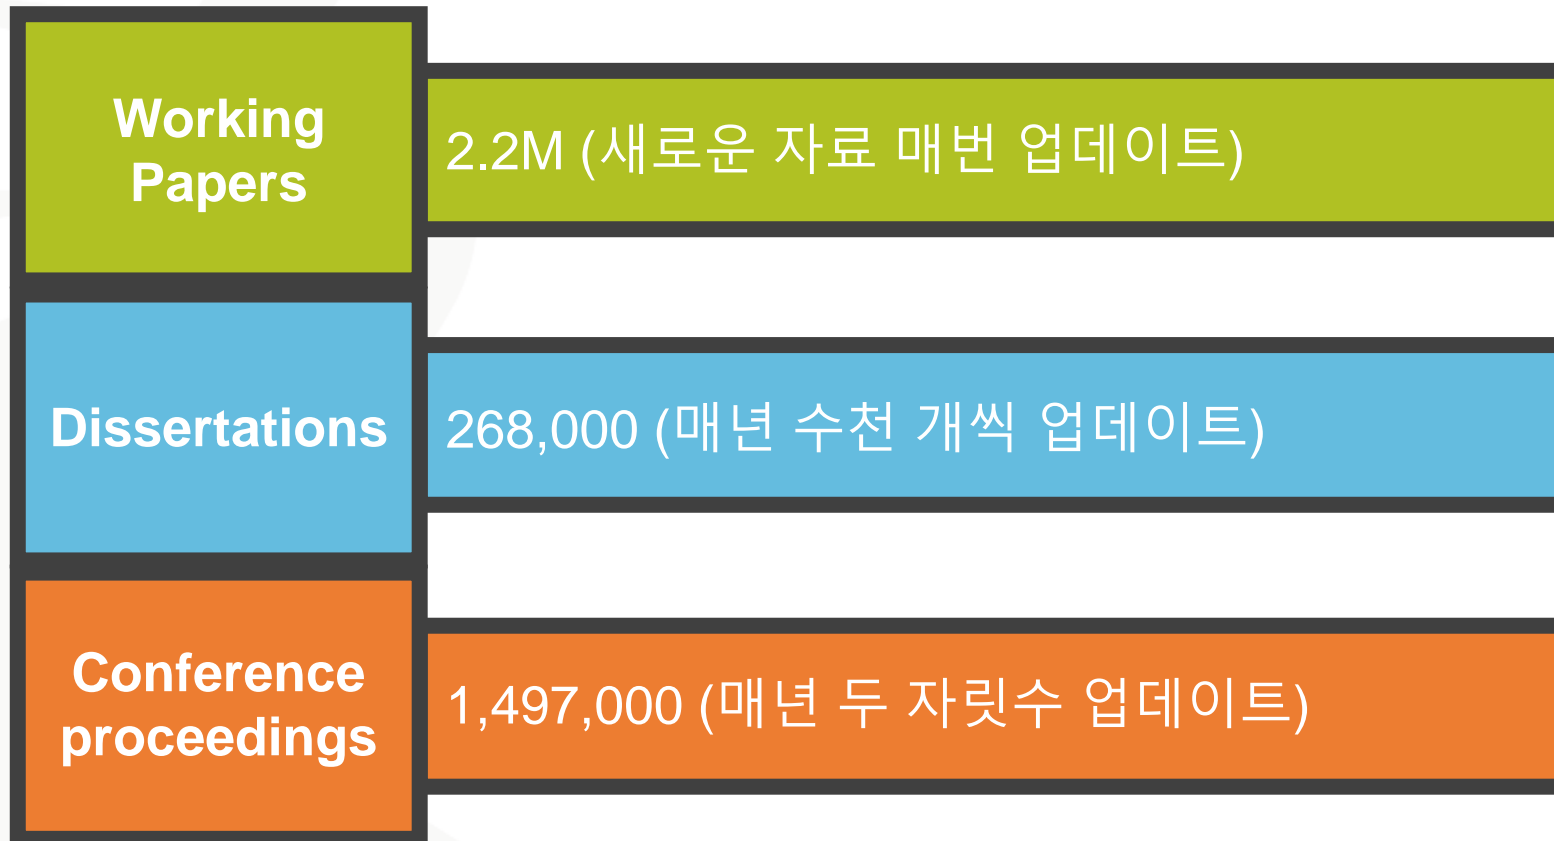 Working
Papers
2.2M (새로운 자료 매번 업데이트)
Dissertations
268,000 (매년 수천 개씩 업데이트)
Conference
proceedings
1,497,000 (매년 두 자릿수 업데이트)